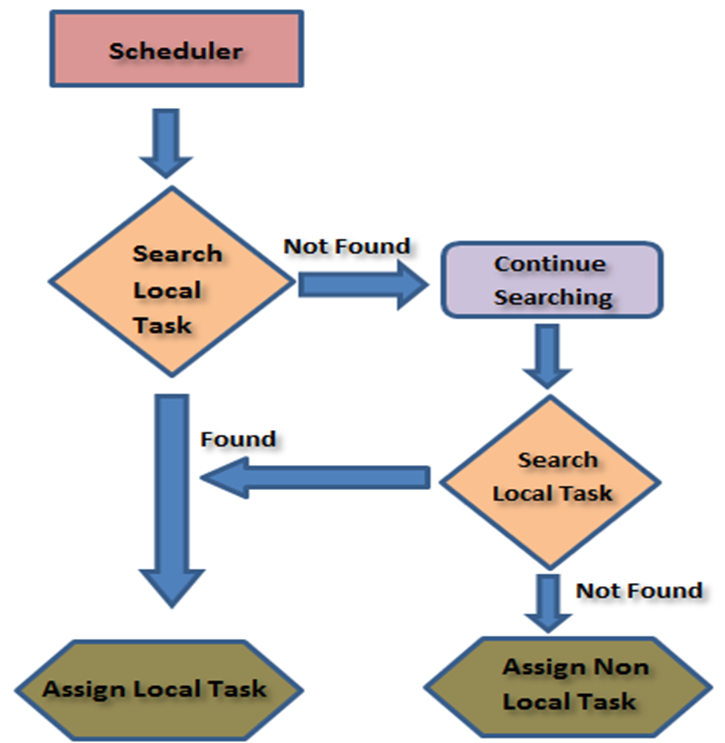 Scheduler
Search
Local
Task
Not Found
Continue
Searching
Found
Search
Local Task
Not Found
Assign Local Task
Assign Non
Local Task